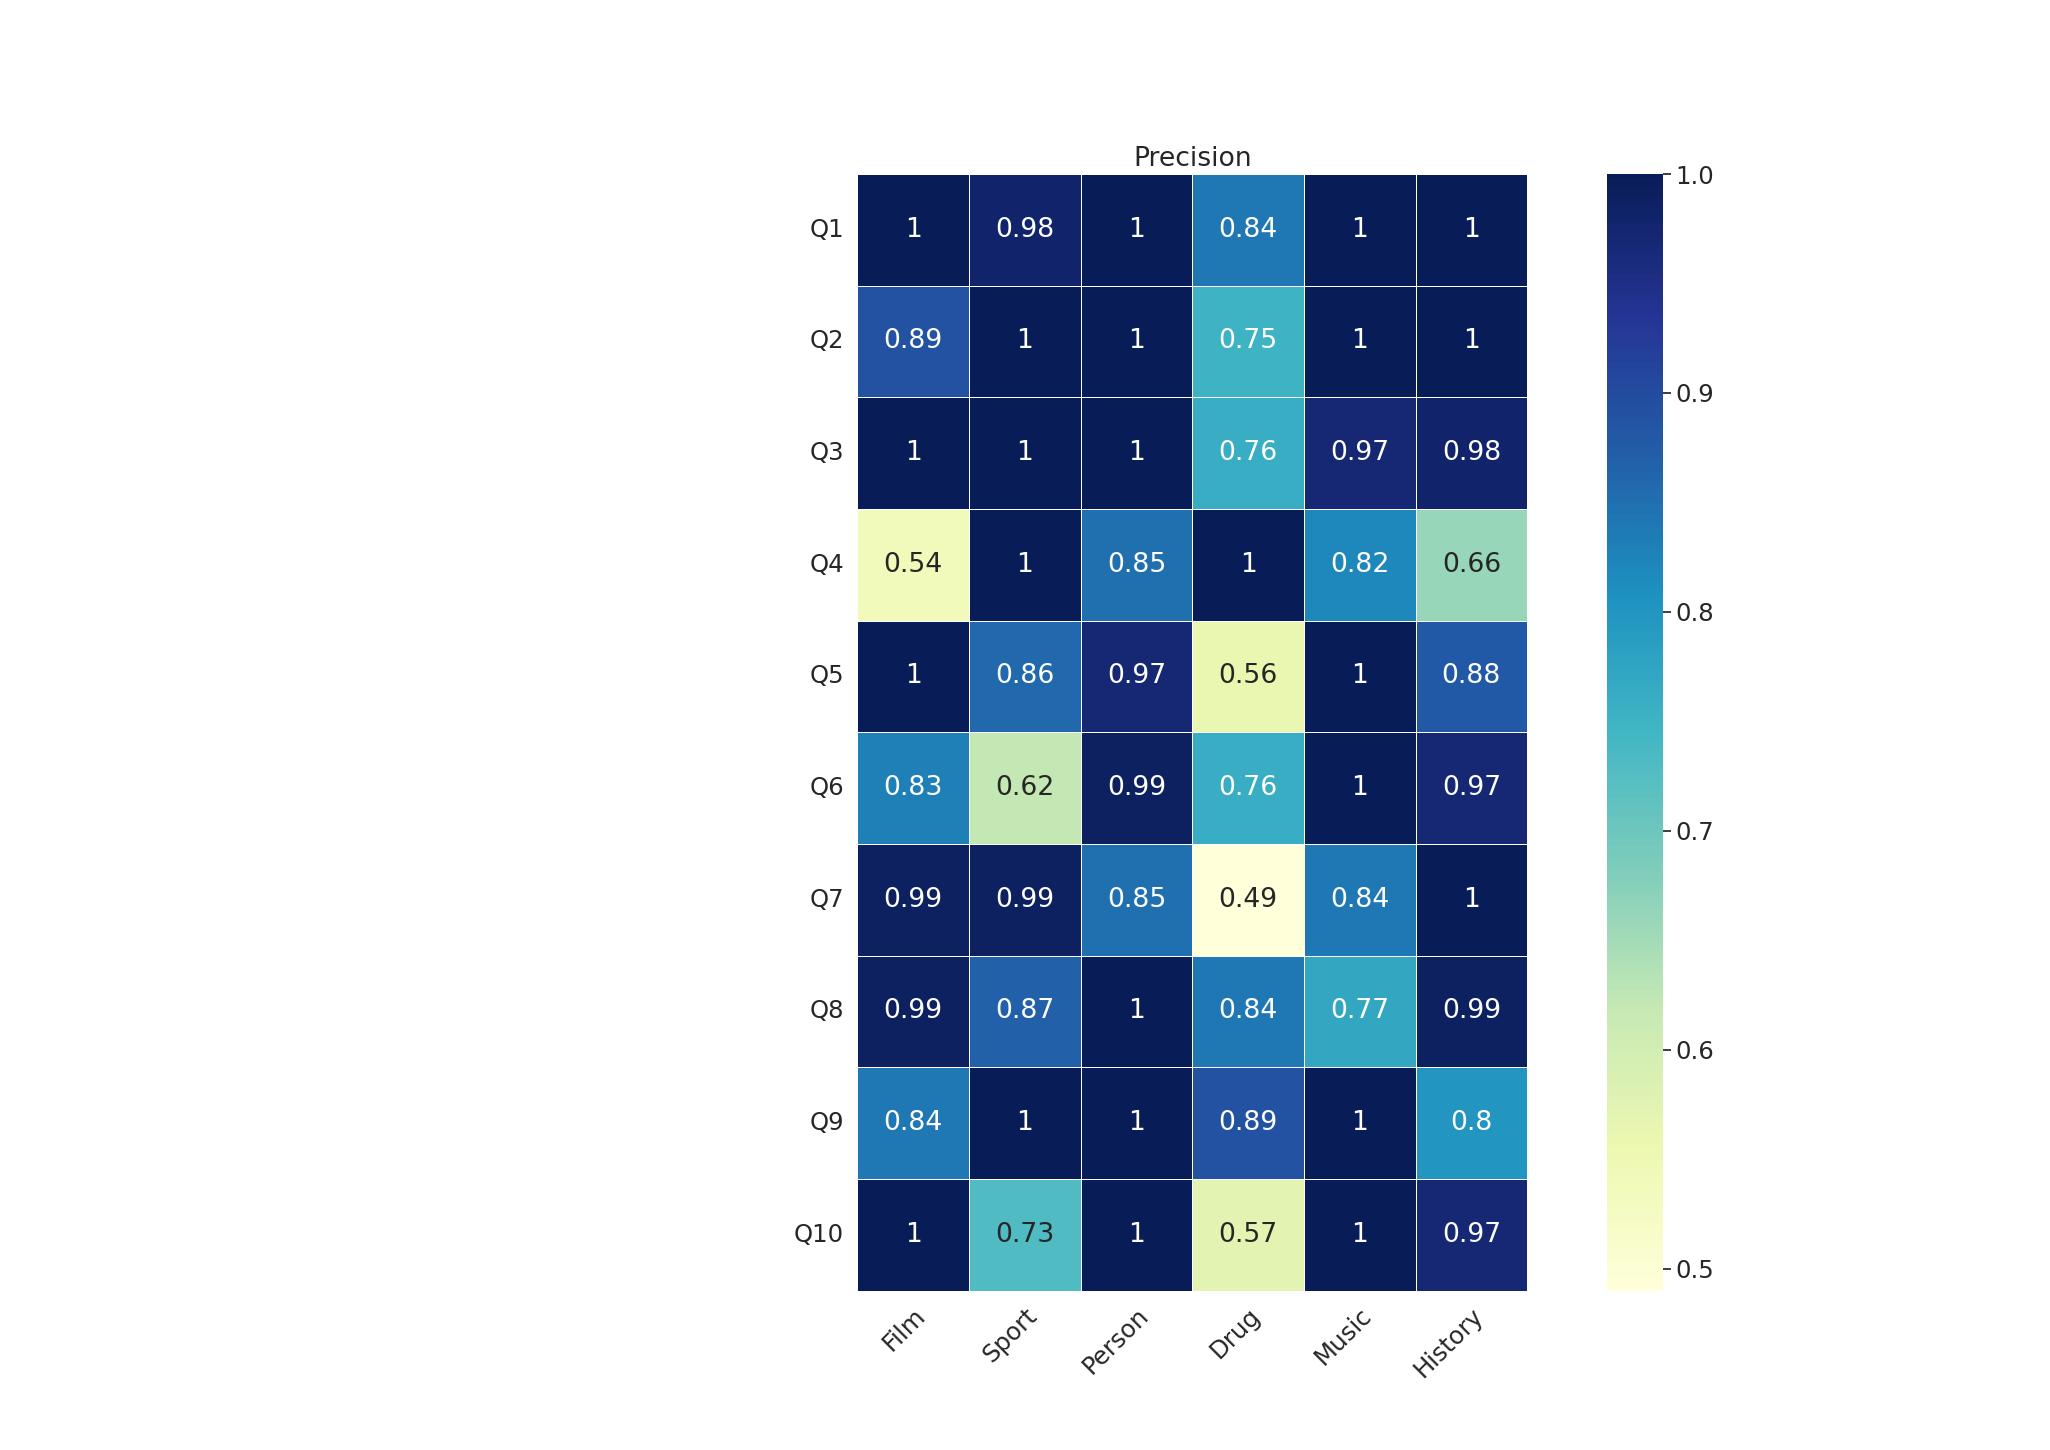 Precision
Q1 1 0.98 1 0.84 1 1
Q2 0.89 1 1 0.75 1 1
Q3 1 1 1 0.76 0.97 0.98
Q4 0.54 1 0.85 1 0.82 0.66
Q5 1 0.86 0.97 0.56 1 0.88
Q6 0.83 0.62 0.99 0.76 1 0.97
Q7 0.99 0.99 0.85 0.49 0.84 1
Q8 0.99 0.87 1 0.84 0.77 0.99
Q9 0.84 1 1 0.89 1 0.8
Q10 1 0.73 1 0.57 1 0.97
Film Sport Person Drug Music History
1.0
0.9
0.8
0.7
0.6
0.5